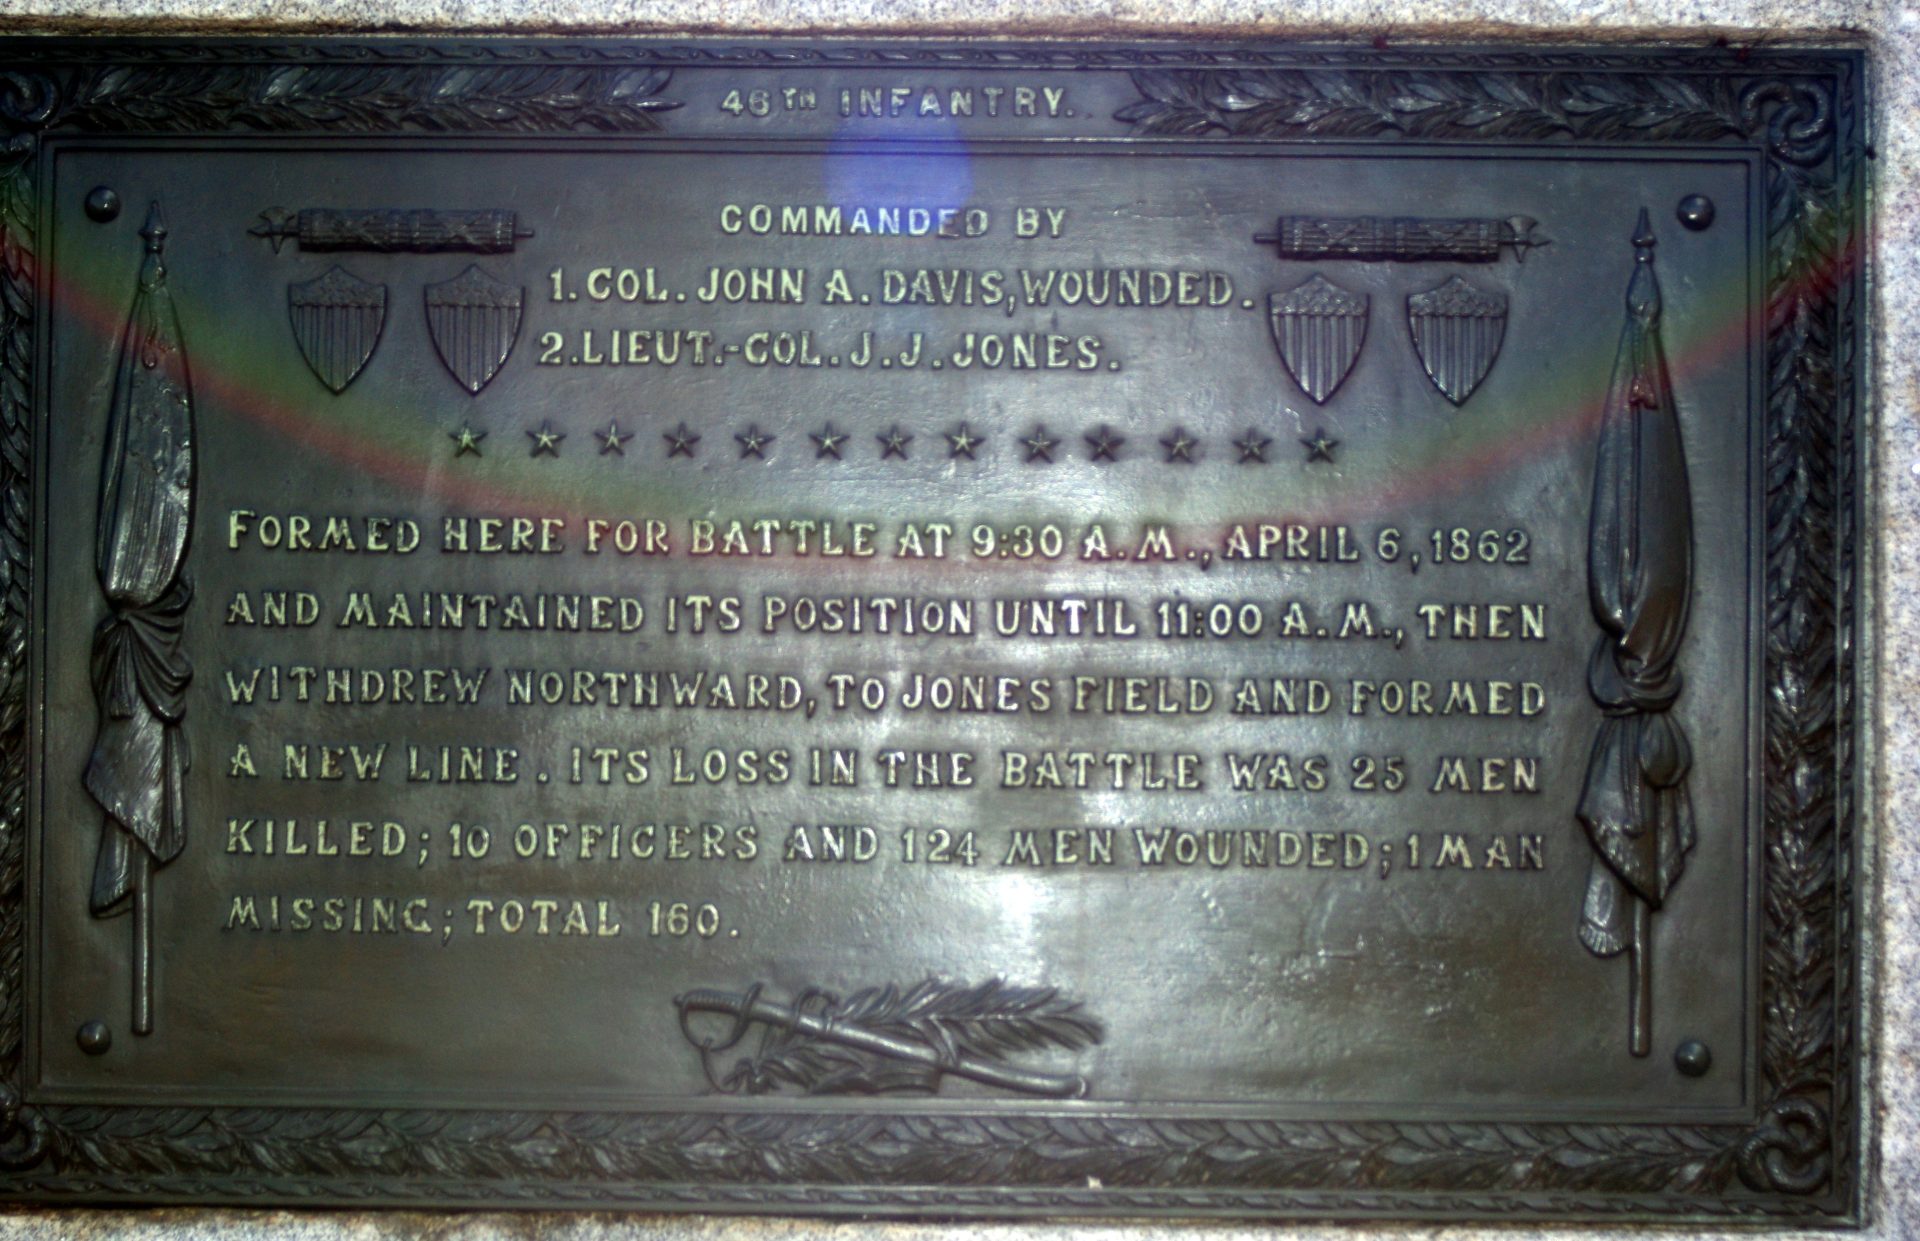 46TH INFANTRY.
COMMANDED BY
1. COL. JOHN A. DAVIS, WOUNDED.
2. LIEUT.-COL. J. J. JONES.
FORMED HERE FOR BATTLE AT 9:30 A.M., APRIL 6, 1862
AND MAINTAINED ITS POSITION UNTIL 11:00 A.M., THEN
WITHDREW NORTHWARD, TO JONES FIELD AND FORMED
A NEW LINE. ITS LOSS IN THE BATTLE WAS 25 MEN
KILLED; 10 OFFICERS AND 124 MEN WOUNDED; 1 MAN
MISSING; TOTAL 160.